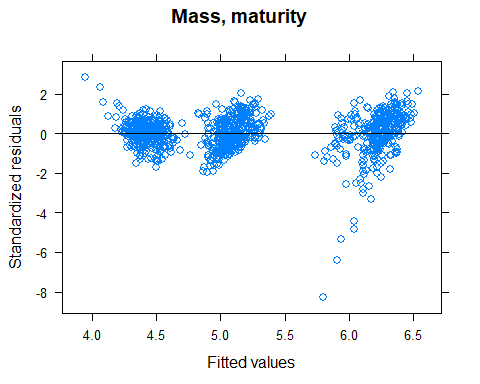 Mass, maturity
Standardized residuals
2
0
-2
-4
-6
-8
4.0 4.5 5.0 5.5 6.0 6.5
Fitted values